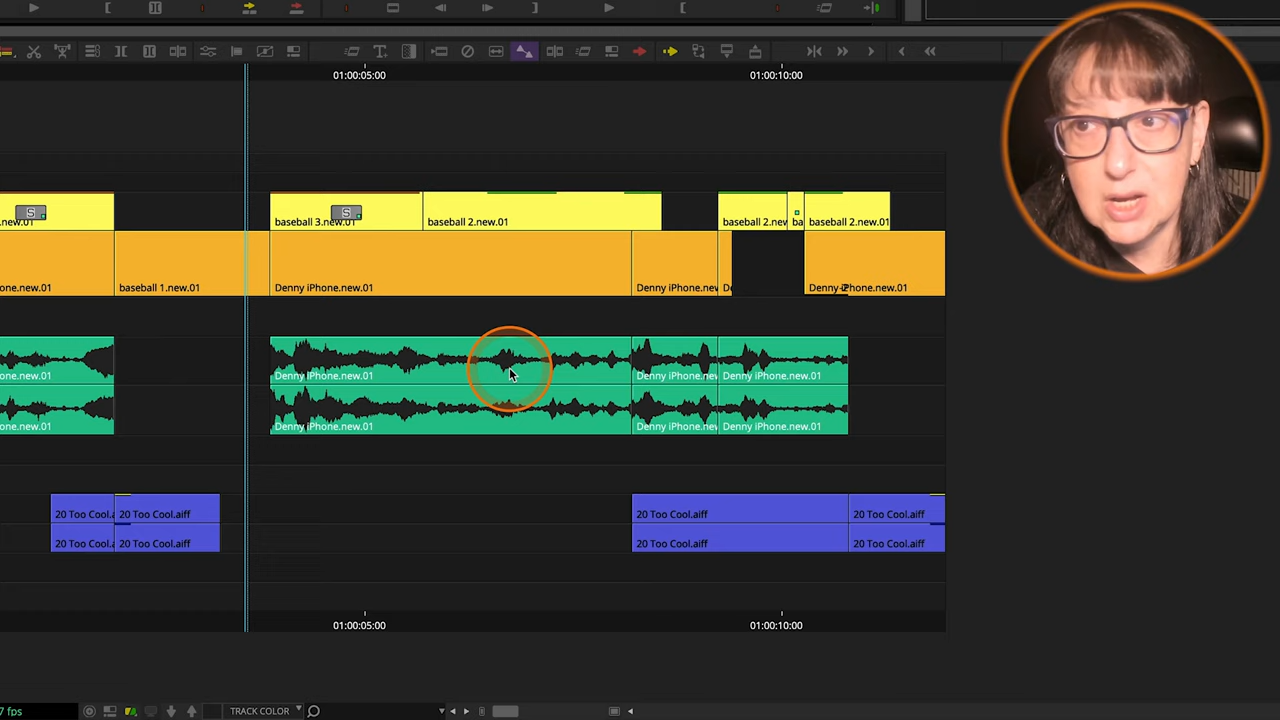 01:00:05:00 01:00:10:00
new.01 S baseball 3.new.01 S baseball 2.new.01 baseball 2.new ba baseball 2.new.01
one.new.01 baseball 1.new.01 Denny iPhone.new.01 Denny iPhone.new D Denny iPhone.new.01
one.new.01 Denny iPhone.new.01 Denny iPhone.new Denny iPhone.new.01
one.new.01 Denny iPhone.new.01 Denny iPhone.new Denny iPhone.new.01
20 Too Cool.a 20 Too Cool.aiff 20 Too Cool.aiff 20 Too Cool.aiff
20 Too Cool.a 20 Too Cool.aiff 20 Too Cool.aiff 20 Too Cool.aiff
01:00:05:00 01:00:10:00
7 fps TRACK COLOR